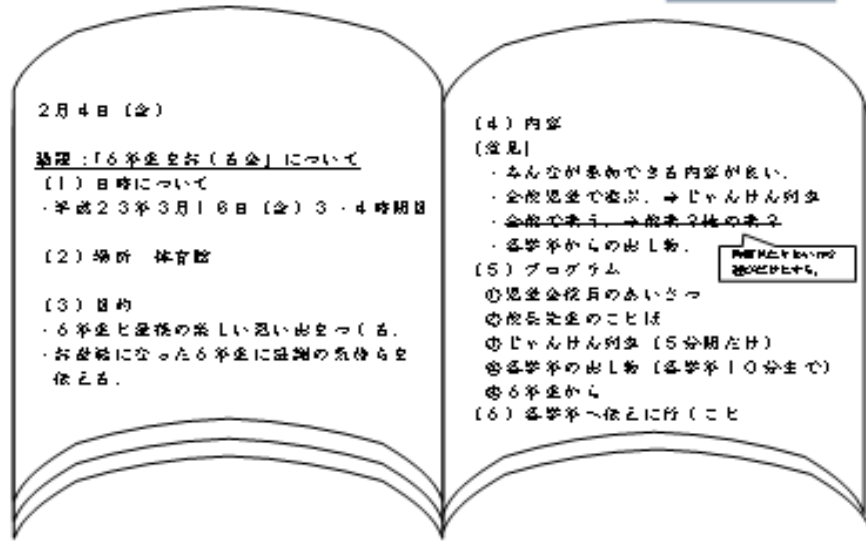 2月4日（金）
議題：「6年生をおくる会」について
（1）日時について
・平成23年3月16日（金）3・4時間目
（2）場所　体育館
（3）目的
・6年生と最後の楽しい思い出をつくる．
・お世話になった6年生に感謝の気持ちを
伝える．
（4）内容
［意見］
・みんなが参加できる内容が良い．
・全校児童で遊ぶ．⇒じゃんけん列車
・全校で歌う．⇒校歌？他の歌？
・各学年からの出し物．
（5）プログラム
①児童会役員のあいさつ
②校長先生のことば
③じゃんけん列車（5分間だけ）
④各学年の出し物（各学年10分まで）
⑤6年生から
（6）各学年へ伝えに行くこと